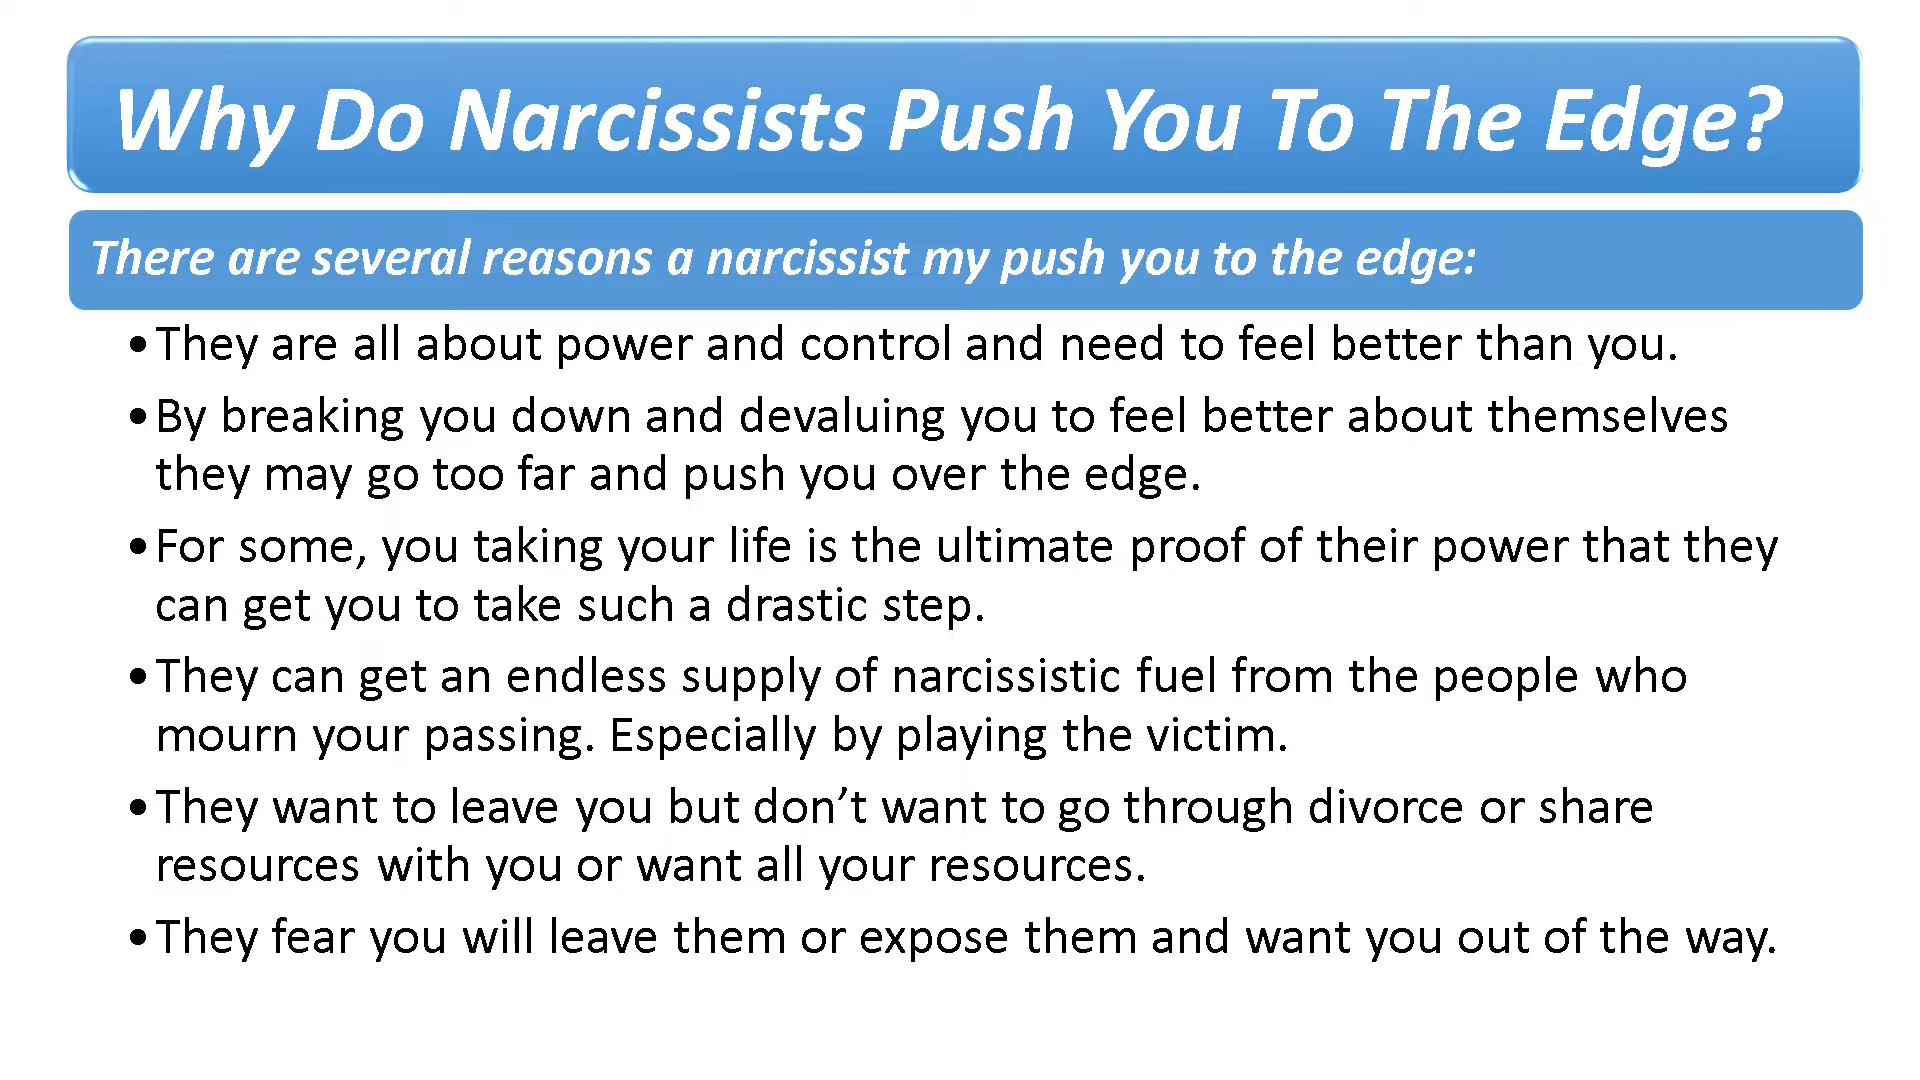 Why Do Narcissists Push You To The Edge?
There are several reasons a narcissist my push you to the edge:
•They are all about power and control and need to feel better than you.
•By breaking you down and devaluing you to feel better about themselves
they may go too far and push you over the edge.
•For some, you taking your life is the ultimate proof of their power that they
can get you to take such a drastic step.
•They can get an endless supply of narcissistic fuel from the people who
mourn your passing. Especially by playing the victim.
•They want to leave you but don’t want to go through divorce or share
resources with you or want all your resources.
•They fear you will leave them or expose them and want you out of the way.